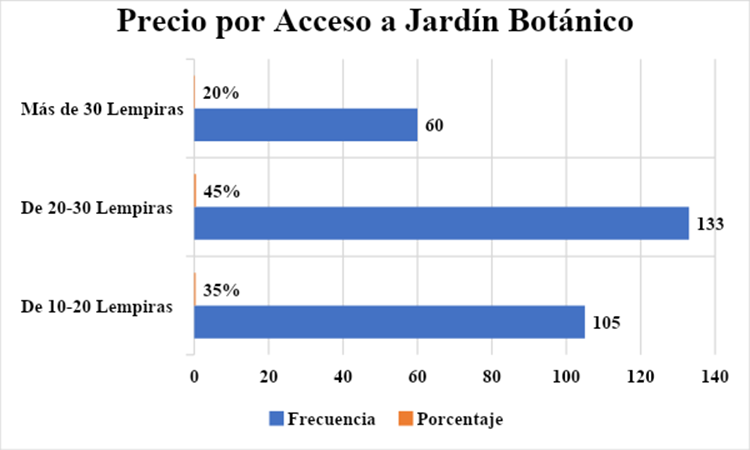 Precio por Acceso a Jardín Botánico
20%
Más de 30 Lempiras
60
45%
De 20-30 Lempiras
133
35%
De 10-20 Lempiras
105
0 20 40 60 80 100 120 140
Frecuencia Porcentaje